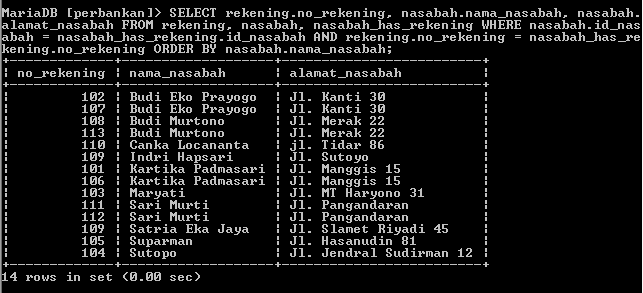 MariaDB [perbankan]> SELECT rekening.no_rekening, nasabah.nama_nasabah, nasabah.
alamat_nasabah FROM rekening, nasabah, nasabah_has_rekening WHERE nasabah.id_nas
abah = nasabah_has_rekening.id_nasabah AND rekening.no_rekening = nasabah_has_re
kening.no_rekening ORDER BY nasabah.nama_nasabah;
+-------------+------------------+-------------------------+
| no_rekening | nama_nasabah     | alamat_nasabah          |
+-------------+------------------+-------------------------+
|         102 | Budi Eko Prayogo | Jl. Kanti 30            |
|         107 | Budi Eko Prayogo | Jl. Kanti 30            |
|         108 | Budi Murtono     | Jl. Merak 22            |
|         113 | Budi Murtono     | Jl. Merak 22            |
|         110 | Canka Locananta  | jl. Tidar 86            |
|         109 | Indri Hapsari    | Jl. Sutoyo              |
|         101 | Kartika Padmasari | Jl. Manggis 15          |
|         106 | Kartika Padmasari | Jl. Manggis 15          |
|         103 | Maryati          | Jl. MT Haryono 31       |
|         111 | Sari Murti       | Jl. Pangandaran         |
|         112 | Sari Murti       | Jl. Pangandaran         |
|         109 | Satria Eka Jaya  | Jl. Slamet Riyadi 45    |
|         105 | Suparman         | Jl. Hasanudin 81        |
|         104 | Sutopo           | Jl. Jendral Sudirman 12 |
+-------------+------------------+-------------------------+
14 rows in set (0.00 sec)